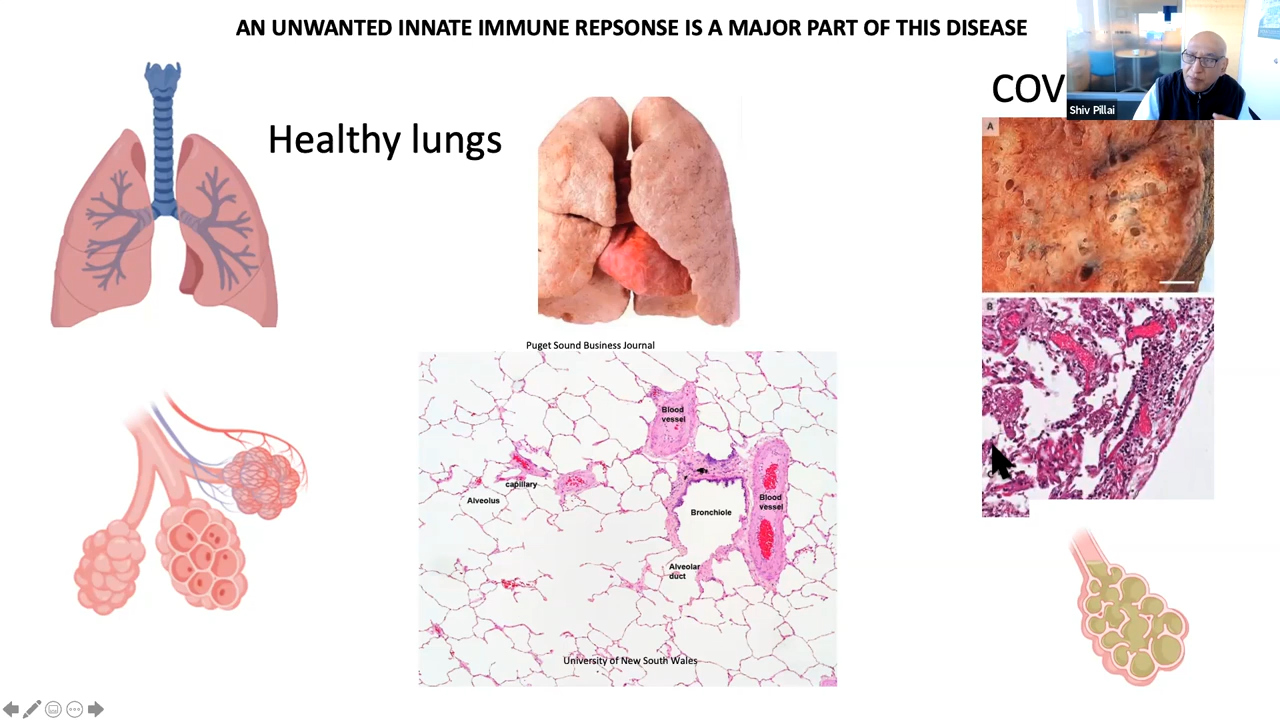 AN UNWANTED INNATE IMMUNE REPSONSE IS A MAJOR PART OF THIS DISEASE
Healthy lungs
COV
Shiv Pillai
A
Puget Sound Business Journal
B
Blood
vessel
capillary
Alveolus
Blood
vessel
Bronchiole
Alveolar
duct
University of New South Wales